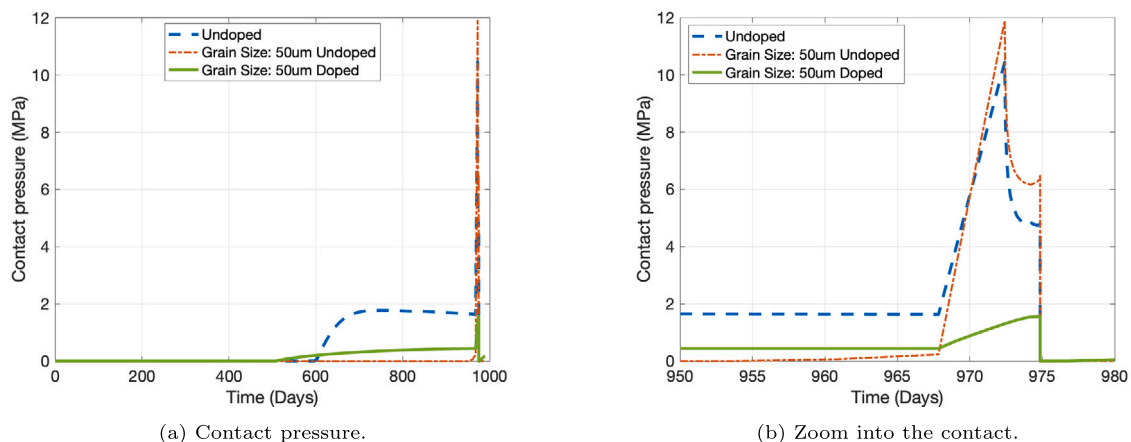 12
10
8
6
4
2
0
Contact pressure (MPa)
Undoped
Grain Size: 50um Undoped
Grain Size: 50um Doped
0 200 400 600 800 1000
Time (Days)
(a) Contact pressure.
12
10
8
6
4
2
0
Contact pressure (MPa)
Undoped
Grain Size: 50um Undoped
Grain Size: 50um Doped
950 955 960 965 970 975 980
Time (Days)
(b) Zoom into the contact.